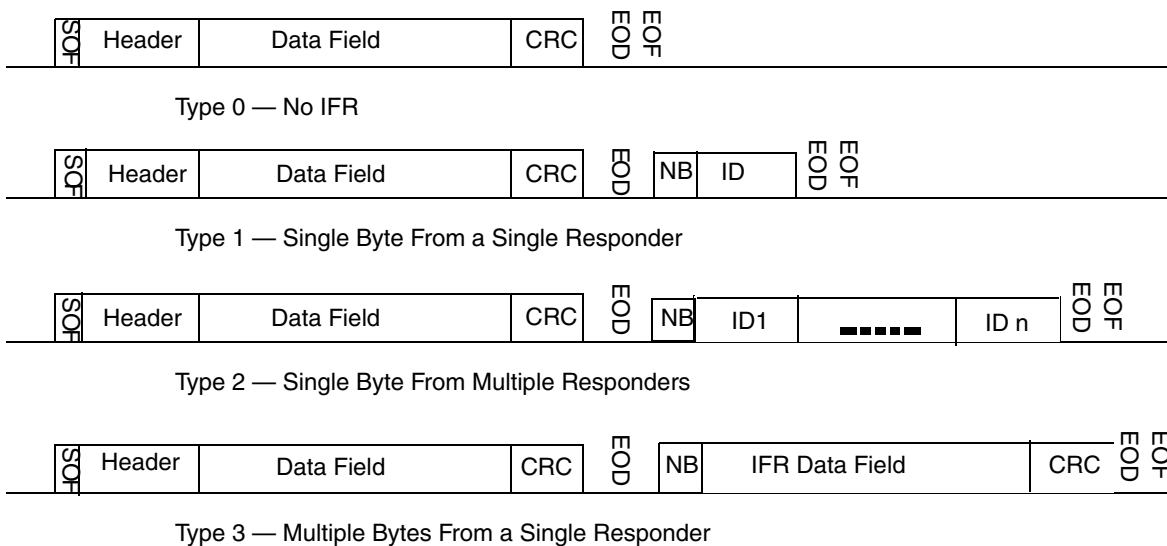 SOF Header Data Field CRC EOD EOF
Type 0 — No IFR
SOF Header Data Field CRC EOD NB ID EOD EOF
Type 1 — Single Byte From a Single Responder
SOF Header Data Field CRC EOD NB ID1 ID n EOD EOF
Type 2 — Single Byte From Multiple Responders
SOF Header Data Field CRC EOD NB IFR Data Field CRC EOD EOF
Type 3 — Multiple Bytes From a Single Responder